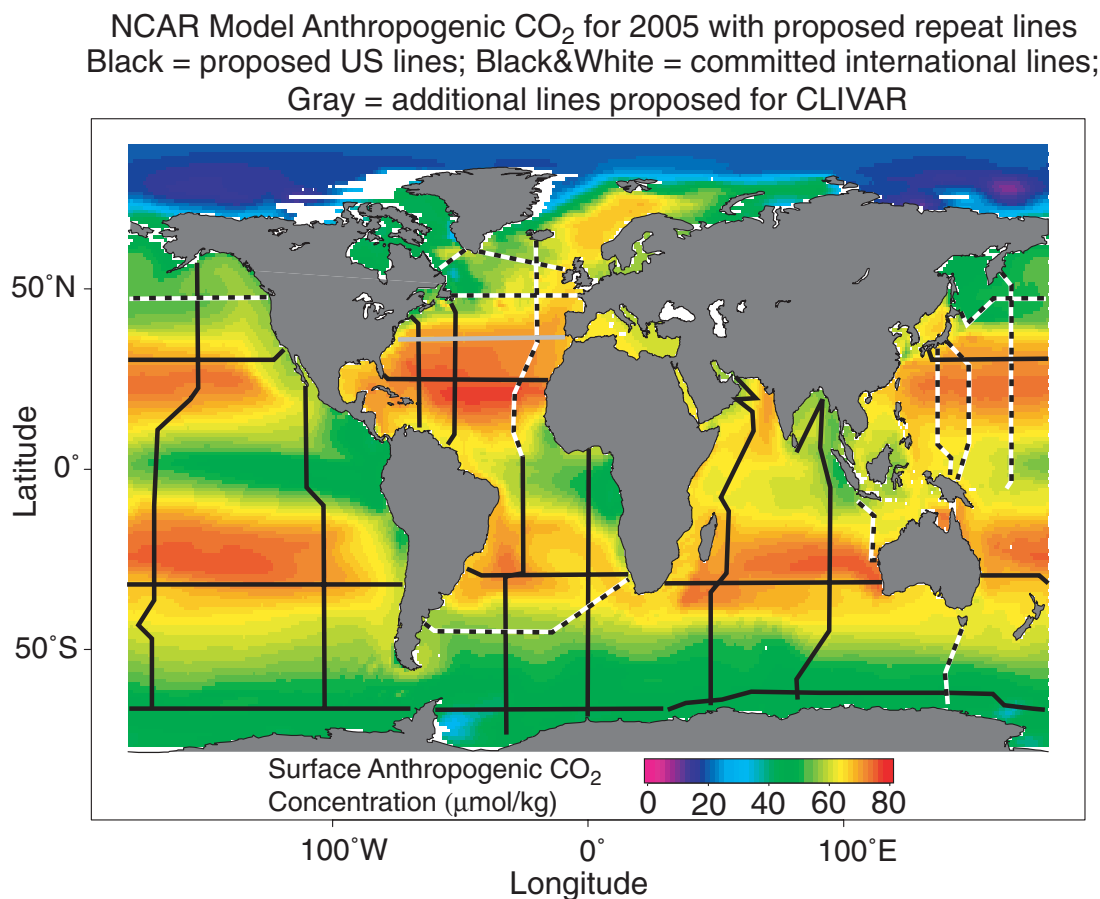 NCAR Model Anthropogenic CO₂ for 2005 with proposed repeat lines
Black = proposed US lines; Black&White = committed international lines;
Gray = additional lines proposed for CLIVAR
50˚N
0˚
50˚S
Latitude
Surface Anthropogenic CO₂
Concentration (μmol/kg)
0 20 40 60 80
100˚W 0˚ 100˚E
Longitude